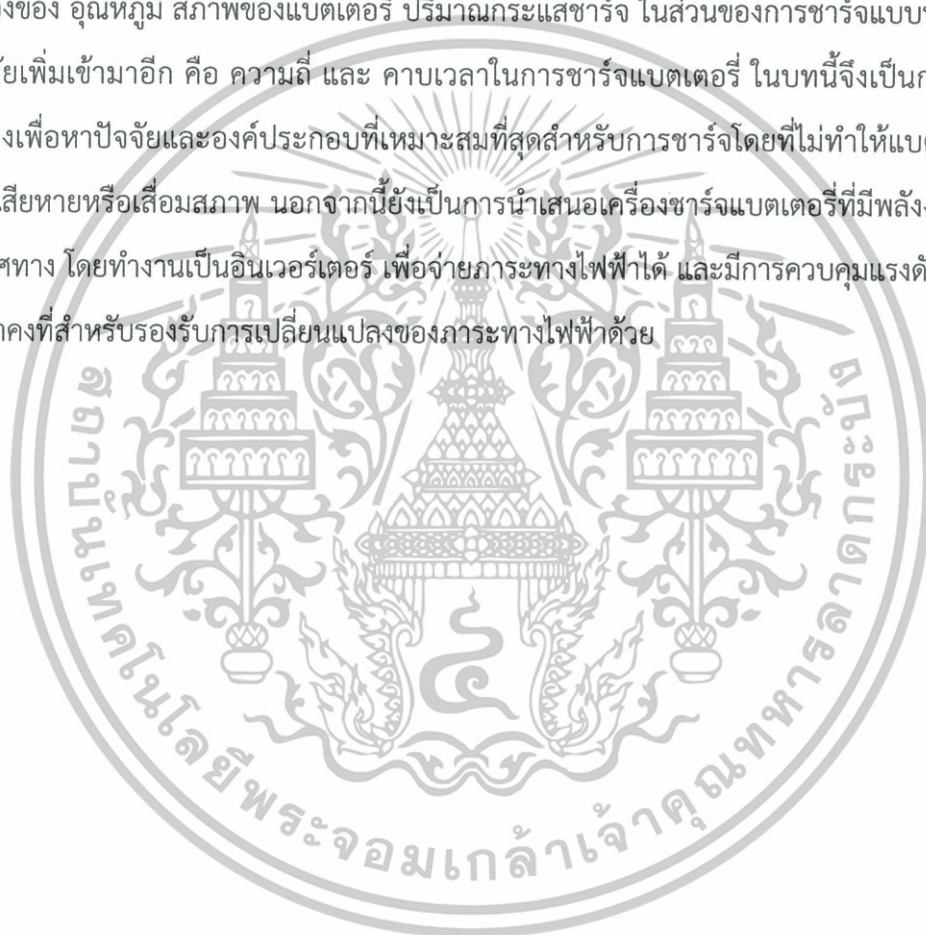 ของ อุณหภูมิ สภาพของแบตเตอรี่ ปริมาณกระแสชาร์จ ในส่วนของการชาร์จแบบ
เพิ่มเข้ามาอีก คือ ความถี่ และ คาบเวลาในการชาร์จแบตเตอรี่ ในบทนี้จึงเป็น
เพื่อหาปัจจัยและองค์ประกอบที่เหมาะสมที่สุดสำหรับการชาร์จโดยที่ไม่ทำให้
เสียหายหรือเสื่อมสภาพ นอกจากนี้ยังเป็นการนำเสนอเครื่องชาร์จแบตเตอรี่ที่มี
โดยทำงานเป็นอินเวอร์เตอร์ เพื่อจ่ายภาระทางไฟฟ้าได้ และมีการควบคุม
คงที่สำหรับรองรับการเปลี่ยนแปลงของภาระทางไฟฟ้าด้วย
สถาบันเทคโนโลยีพระจอมเกล้าเจ้าคุณทหารลาดกระบัง
๔